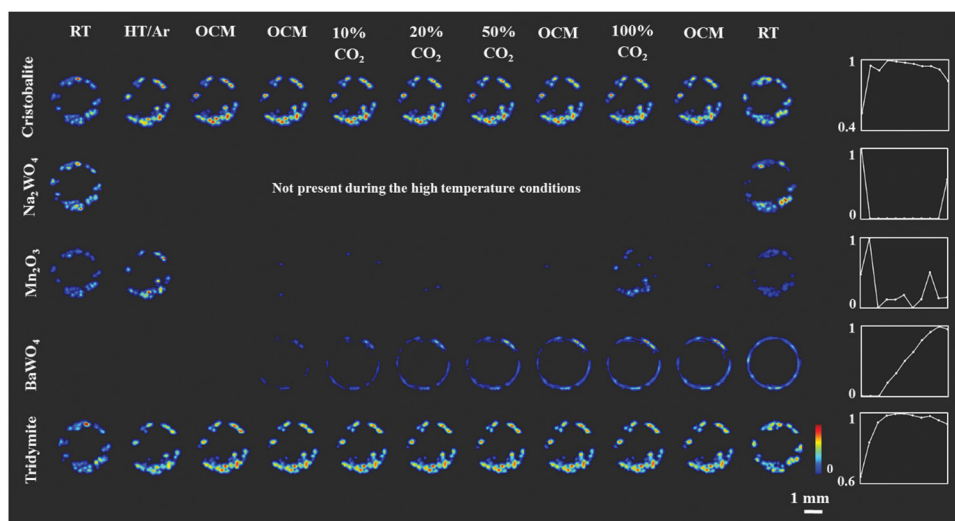 RT HT/Ar OCM OCM 10% CO₂ 20% CO₂ 50% CO₂ OCM 100% CO₂ OCM RT
Cristobalite
1
0.4
Na₂WO₄
Not present during the high temperature conditions
1
0
Mn₂O₃
1
0
BaWO₄
1
0
Tridymite
0
1
0.6
1 mm